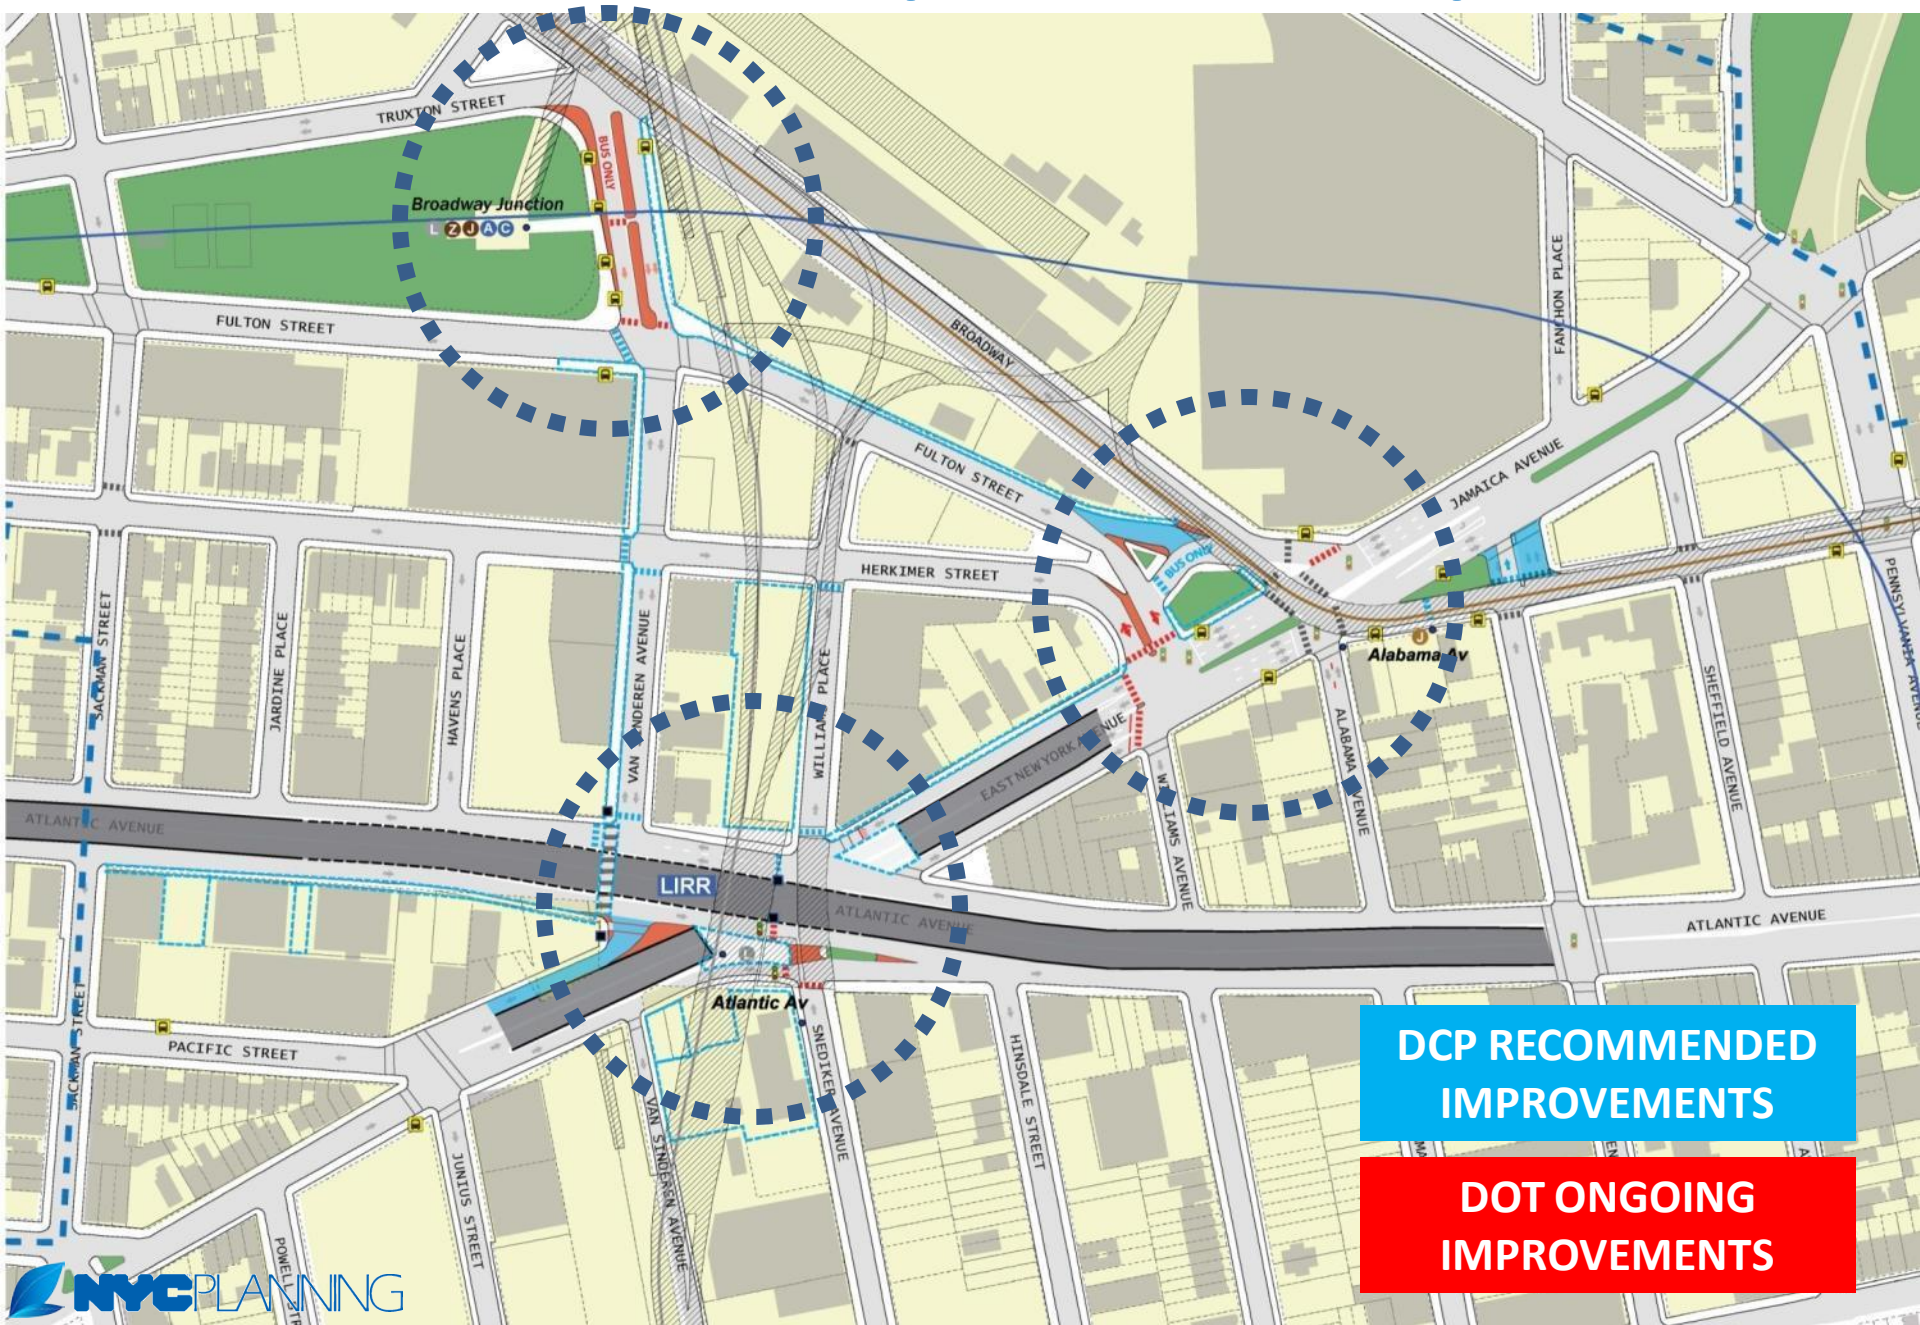 TRUXTON STREET
BUS ONLY
Broadway Junction
L Z J A C
FULTON STREET
BROADWAY
FANCHON PLACE
FULTON STREET
JAMAICA AVENUE
BUS ONLY
HERKIMER STREET
SACKMAN STREET
JARDINE PLACE
HAVENS PLACE
VAN SINDEREN AVENUE
WILLIAMS PLACE
J
Alabama Av
PENNSYLVANIA AVENUE
SHEFFIELD AVENUE
ALABAMA AVENUE
EAST NEW YORK AVENUE
WILLIAMS AVENUE
ATLANTIC AVENUE
LIRR
ATLANTIC AVENUE
ATLANTIC AVENUE
L
Atlantic Av
PACIFIC STREET
SACKMAN STREET
SNEDIKER AVENUE
HINSDALE STREET
VAN SINDEREN AVENUE
JUNIUS STREET
POWELL STR
DCP RECOMMENDED
IMPROVEMENTS
DOT ONGOING
IMPROVEMENTS
NYCPLANNING